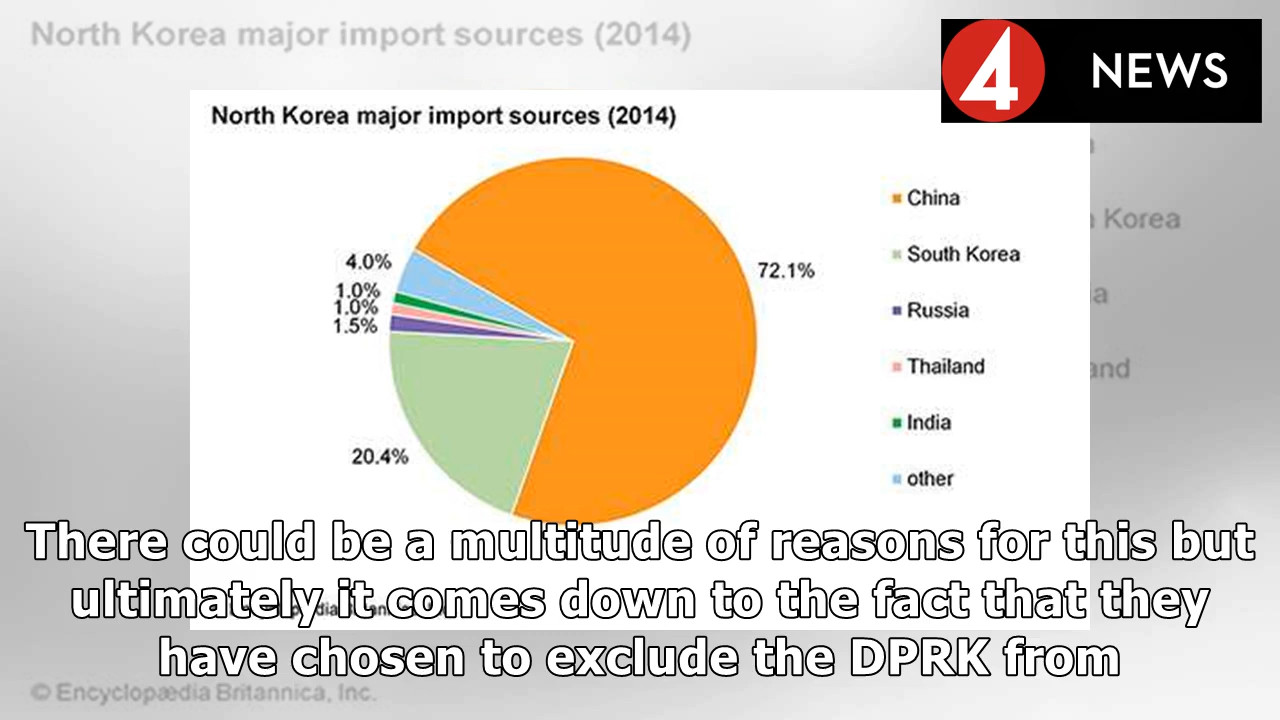 North Korea major import sources (2014)
4 NEWS
North Korea major import sources (2014)
China
South Korea
Russia
Thailand
India
other
72.1%
4.0%
1.0%
1.0%
1.5%
20.4%
Korea
There could be a multitude of reasons for this but
ultimately it comes down to the fact that they
have chosen to exclude the DPRK from
© Encyclopædia Britannica, Inc.